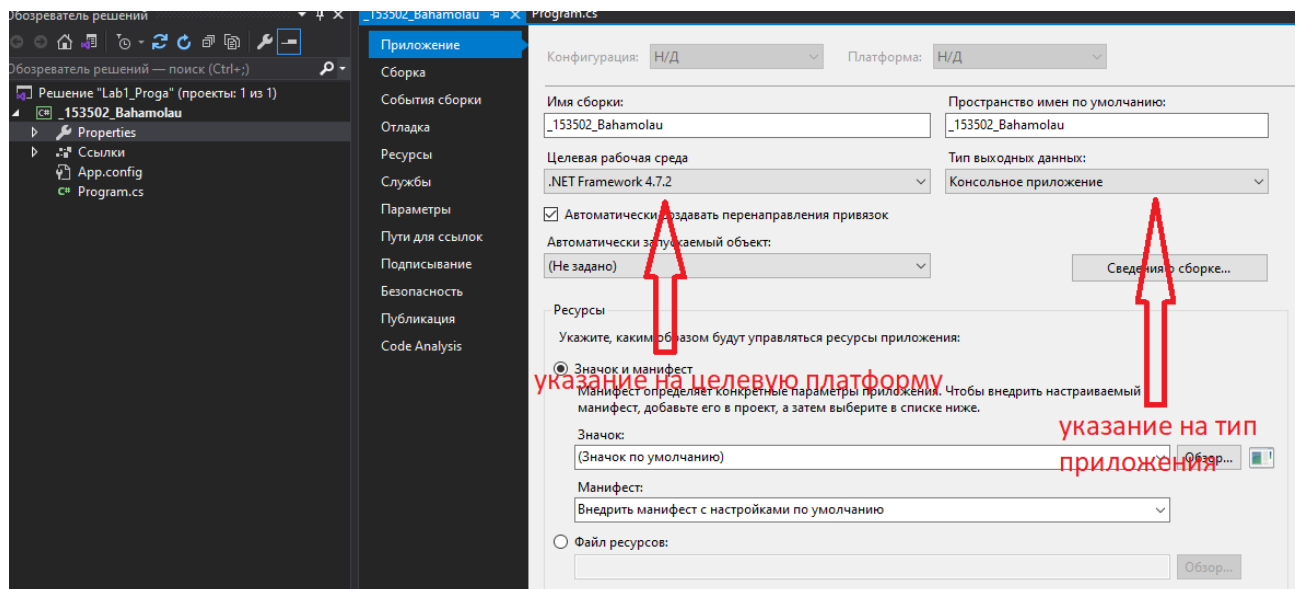 Обозреватель решений
Обозреватель решений — поиск (Ctrl+;)
Решение "Lab1_Proga" (проекты: 1 из 1)
C# _153502_Bahamolau
Properties
Ссылки
App.config
C# Program.cs
_153502_Bahamolau
Program.cs
Приложение
Сборка
События сборки
Отладка
Ресурсы
Службы
Параметры
Пути для ссылок
Подписывание
Безопасность
Публикация
Code Analysis
Конфигурация: Н/Д Платформа: Н/Д
Имя сборки: Пространство имен по умолчанию:
_153502_Bahamolau _153502_Bahamolau
Целевая рабочая среда Тип выходных данных:
.NET Framework 4.7.2 Консольное приложение
Автоматически создавать перенаправления привязок
Автоматически запускаемый объект:
(Не задано) Сведения о сборке...
Ресурсы
Укажите, каким образом будут управляться ресурсы приложения:
Значок и манифест
указание на целевую платформу
Манифест определяет конкретные параметры приложения. Чтобы внедрить настраиваемый
манифест, добавьте его в проект, а затем выберите в списке ниже.
указание на тип
приложения
Значок:
(Значок по умолчанию) Обзор...
Манифест:
Внедрить манифест с настройками по умолчанию
Файл ресурсов:
Обзор...